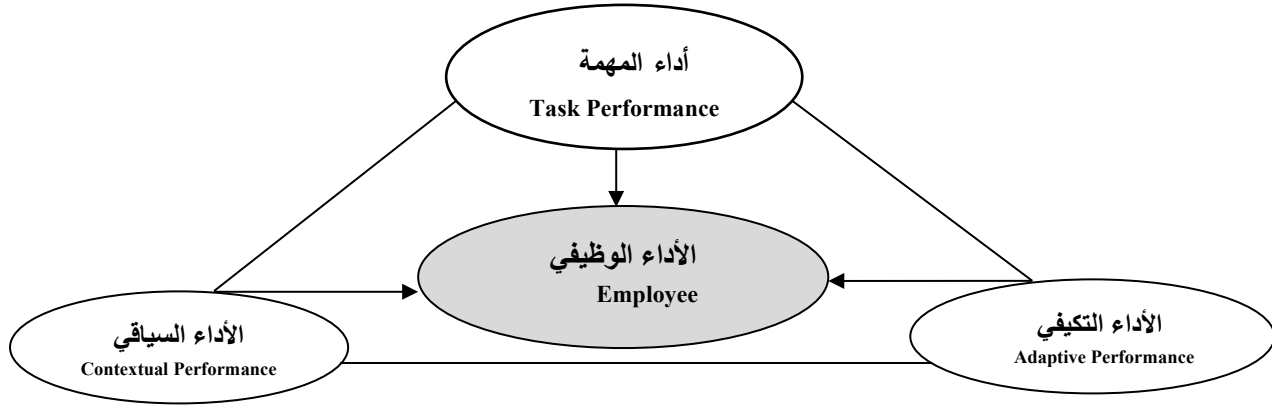 أداء المهمة
Task Performance
الأداء الوظيفي
Employee
الأداء السياقي
Contextual Performance
الأداء التكيفي
Adaptive Performance